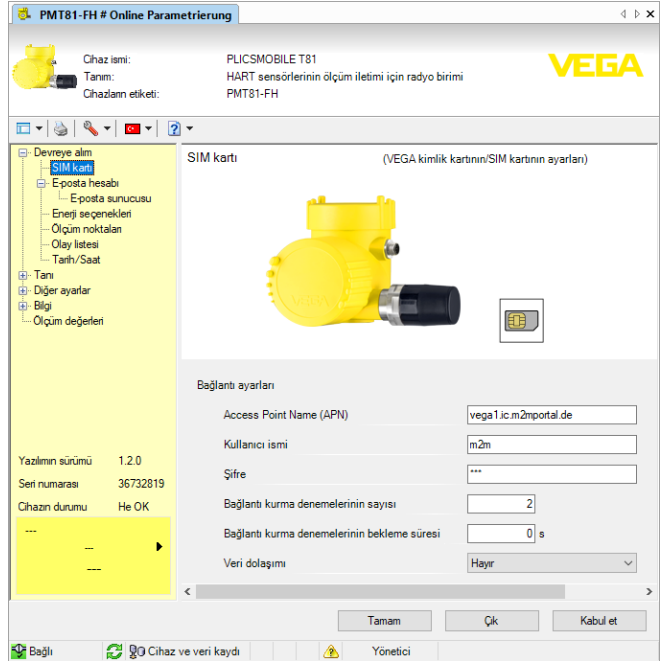 PMT81-FH # Online Parametrierung
Cihaz ismi: PLICSMOBILE T81
Tanım: HART sensörlerinin ölçüm iletimi için radyo birimi
Cihazların etiketi: PMT81-FH
VEGA
Devreye alım
SIM kartı
E-posta hesabı
E-posta sunucusu
Enerji seçenekleri
Ölçüm noktaları
Olay listesi
Tarih/Saat
Tanı
Diğer ayarlar
Bilgi
Ölçüm değerleri
Yazılımın sürümü 1.2.0
Seri numarası 36732819
Cihazın durumu He OK
---
---
---
SIM kartı (VEGA kimlik kartının/SIM kartının ayarları)
VEGA
Bağlantı ayarları
Access Point Name (APN) vega1.ic.m2mportal.de
Kullanıcı ismi m2m
Şifre ***
Bağlantı kurma denemelerinin sayısı 2
Bağlantı kurma denemelerinin bekleme süresi 0 s
Veri dolaşımı Hayır
Tamam Çık Kabul et
Bağlı Cihaz ve veri kaydı Yönetici